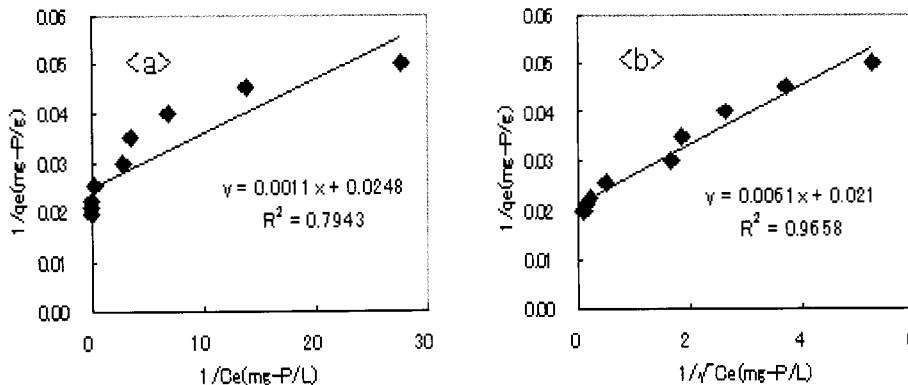 <a>
1/qe(mg-P/g)
0.06
0.05
0.04
0.03
0.02
0.01
0.00
y = 0.0011x + 0.0248
R² = 0.7943
0 10 20 30
1/Ce(mg-P/L)
<b>
1/qe(mg-P/g)
0.06
0.05
0.04
0.03
0.02
0.01
0.00
y = 0.0061x + 0.021
R² = 0.9658
0 2 4 6
1/√Ce(mg-P/L)